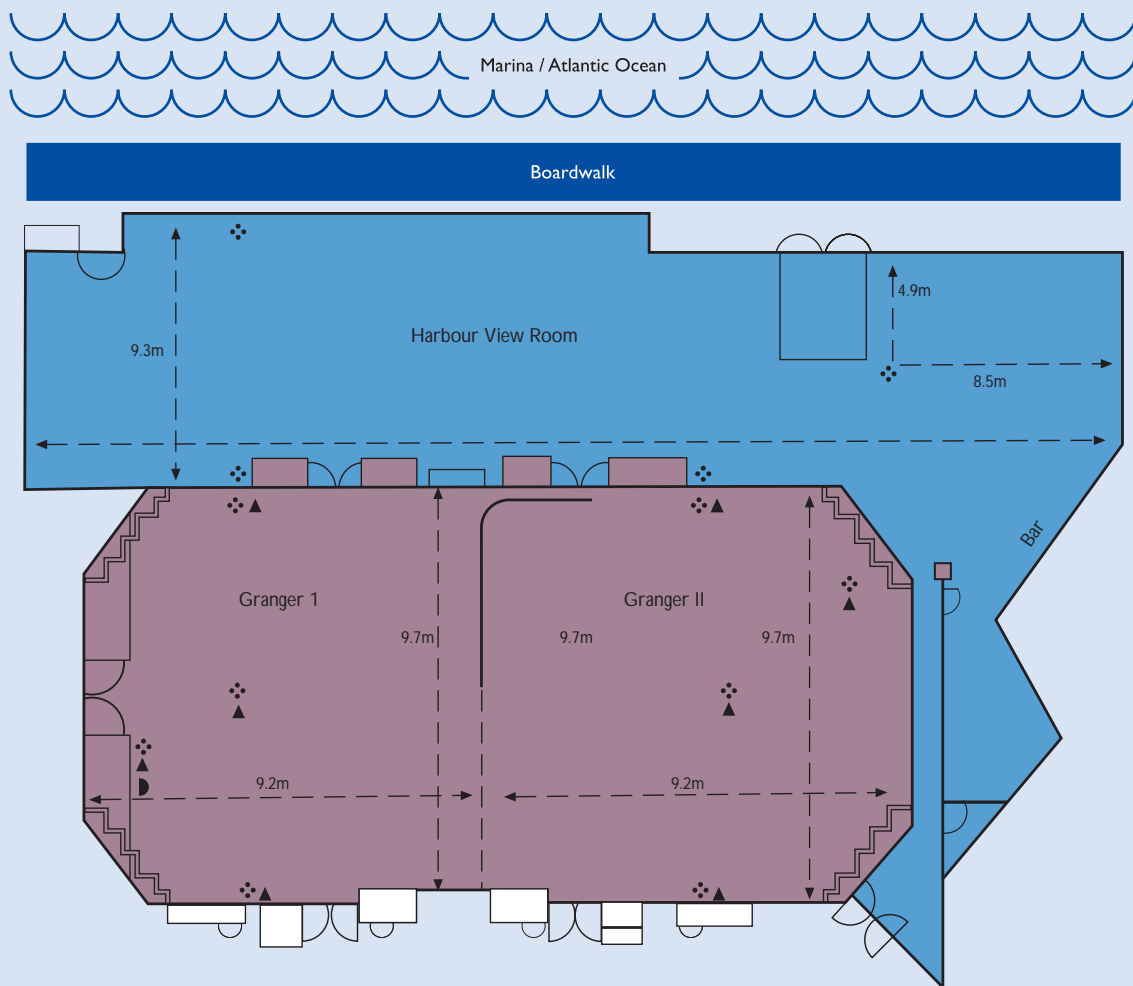 Marina / Atlantic Ocean
Boardwalk
4.9m
Harbour View Room
9.3m
8.5m
Bar
Granger 1
Granger II
9.7m
9.7m
9.7m
9.2m
9.2m